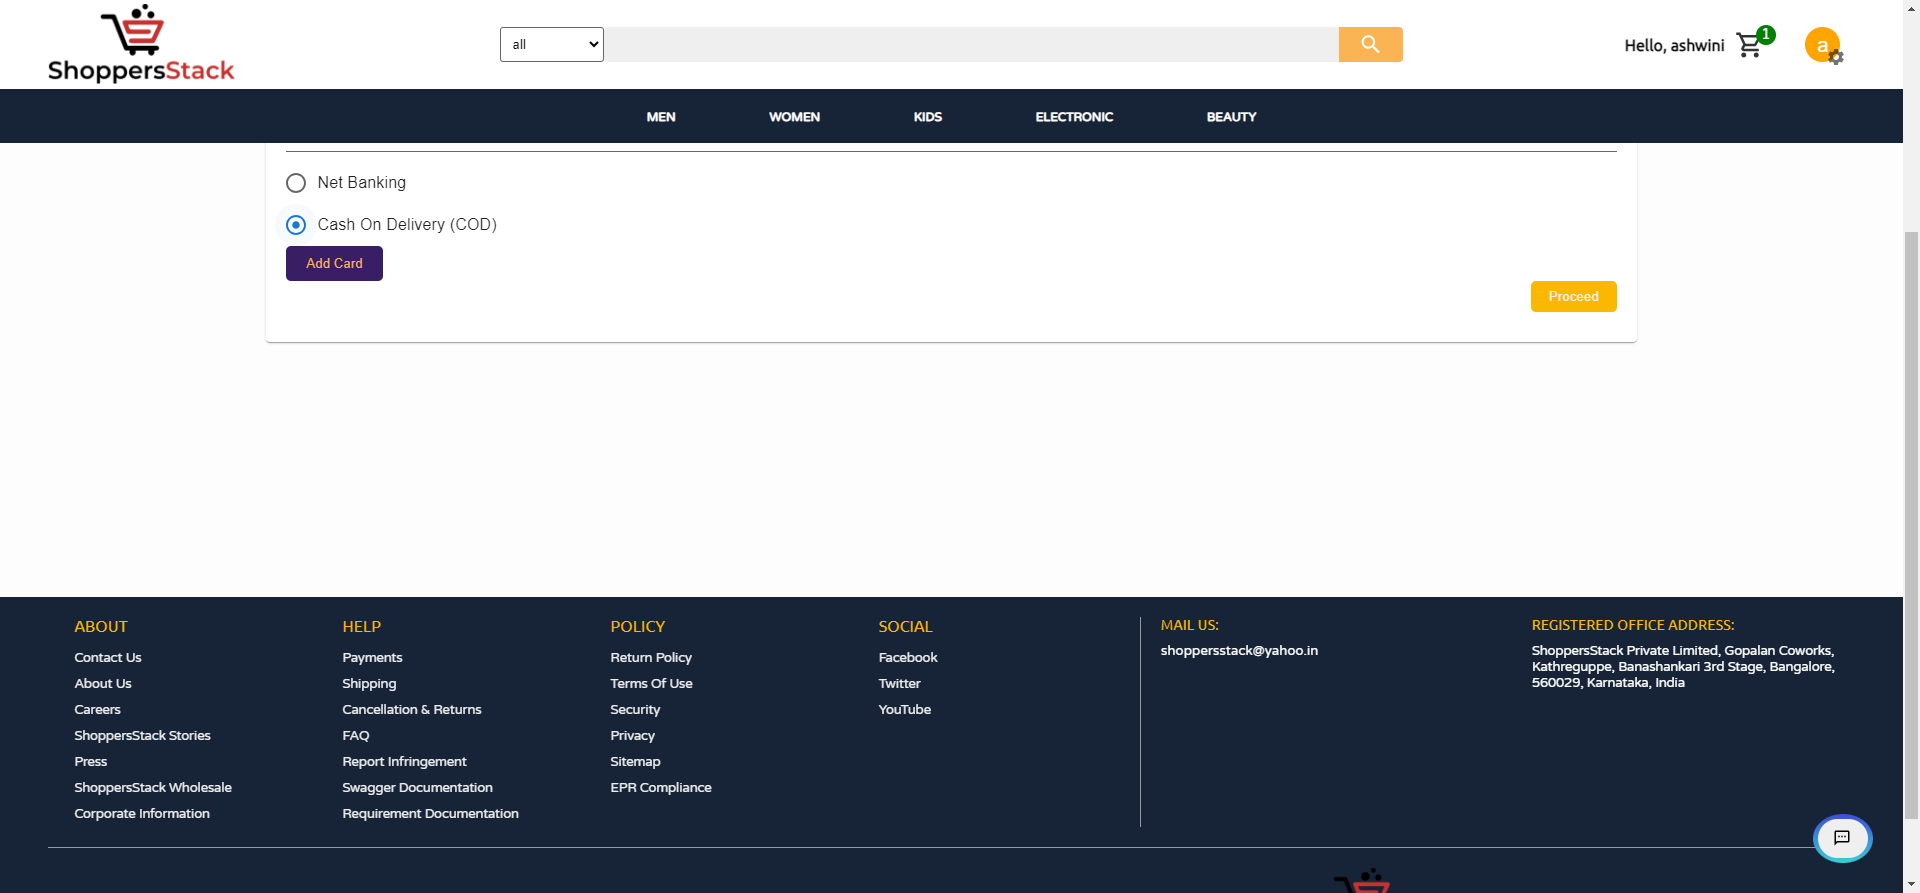 ShoppersStack
all
Hello, ashwini
1
a
MEN
WOMEN
KIDS
ELECTRONIC
BEAUTY
Net Banking
Cash On Delivery (COD)
Add Card
Proceed
ABOUT
Contact Us
About Us
Careers
ShoppersStack Stories
Press
ShoppersStack Wholesale
Corporate Information
HELP
Payments
Shipping
Cancellation & Returns
FAQ
Report Infringement
Swagger Documentation
Requirement Documentation
POLICY
Return Policy
Terms Of Use
Security
Privacy
Sitemap
EPR Compliance
SOCIAL
Facebook
Twitter
YouTube
MAIL US:
shoppersstack@yahoo.in
REGISTERED OFFICE ADDRESS:
ShoppersStack Private Limited, Gopalan Coworks,
Kathreguppe, Banashankari 3rd Stage, Bangalore,
560029, Karnataka, India